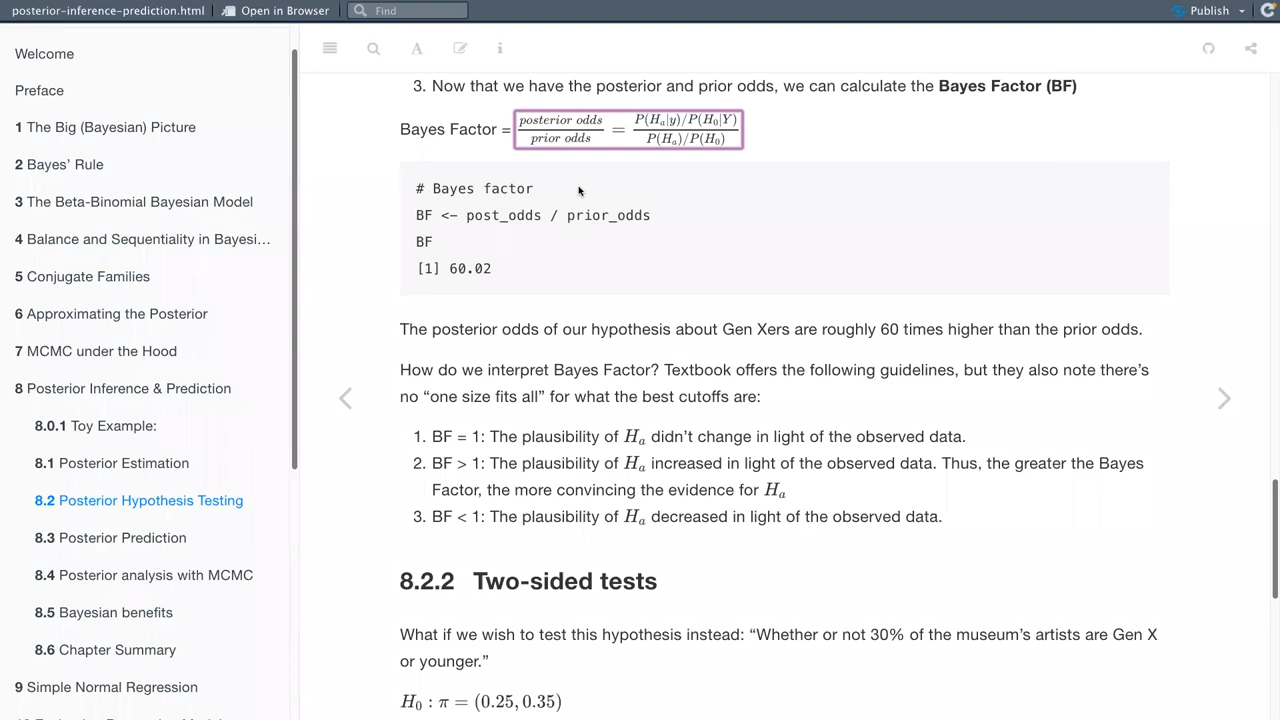 posterior-inference-prediction.html Open in Browser Find Publish
Welcome
Preface
1 The Big (Bayesian) Picture
2 Bayes' Rule
3 The Beta-Binomial Bayesian Model
4 Balance and Sequentiality in Bayesi…
5 Conjugate Families
6 Approximating the Posterior
7 MCMC under the Hood
8 Posterior Inference & Prediction
8.0.1 Toy Example:
8.1 Posterior Estimation
8.2 Posterior Hypothesis Testing
8.3 Posterior Prediction
8.4 Posterior analysis with MCMC
8.5 Bayesian benefits
8.6 Chapter Summary
9 Simple Normal Regression
3. Now that we have the posterior and prior odds, we can calculate the Bayes Factor (BF)
Bayes Factor = posterior odds / prior odds = P(Hₐ|y)/P(H₀|Y) / P(Hₐ)/P(H₀)
# Bayes factor
BF <- post_odds / prior_odds
BF
[1] 60.02
The posterior odds of our hypothesis about Gen Xers are roughly 60 times higher than the prior odds.
How do we interpret Bayes Factor? Textbook offers the following guidelines, but they also note there's
no “one size fits all” for what the best cutoffs are:
1. BF = 1: The plausibility of Hₐ didn't change in light of the observed data.
2. BF > 1: The plausibility of Hₐ increased in light of the observed data. Thus, the greater the Bayes
Factor, the more convincing the evidence for Hₐ
3. BF < 1: The plausibility of Hₐ decreased in light of the observed data.
8.2.2 Two-sided tests
What if we wish to test this hypothesis instead: “Whether or not 30% of the museum's artists are Gen X
or younger.”
H₀ : π = (0.25, 0.35)